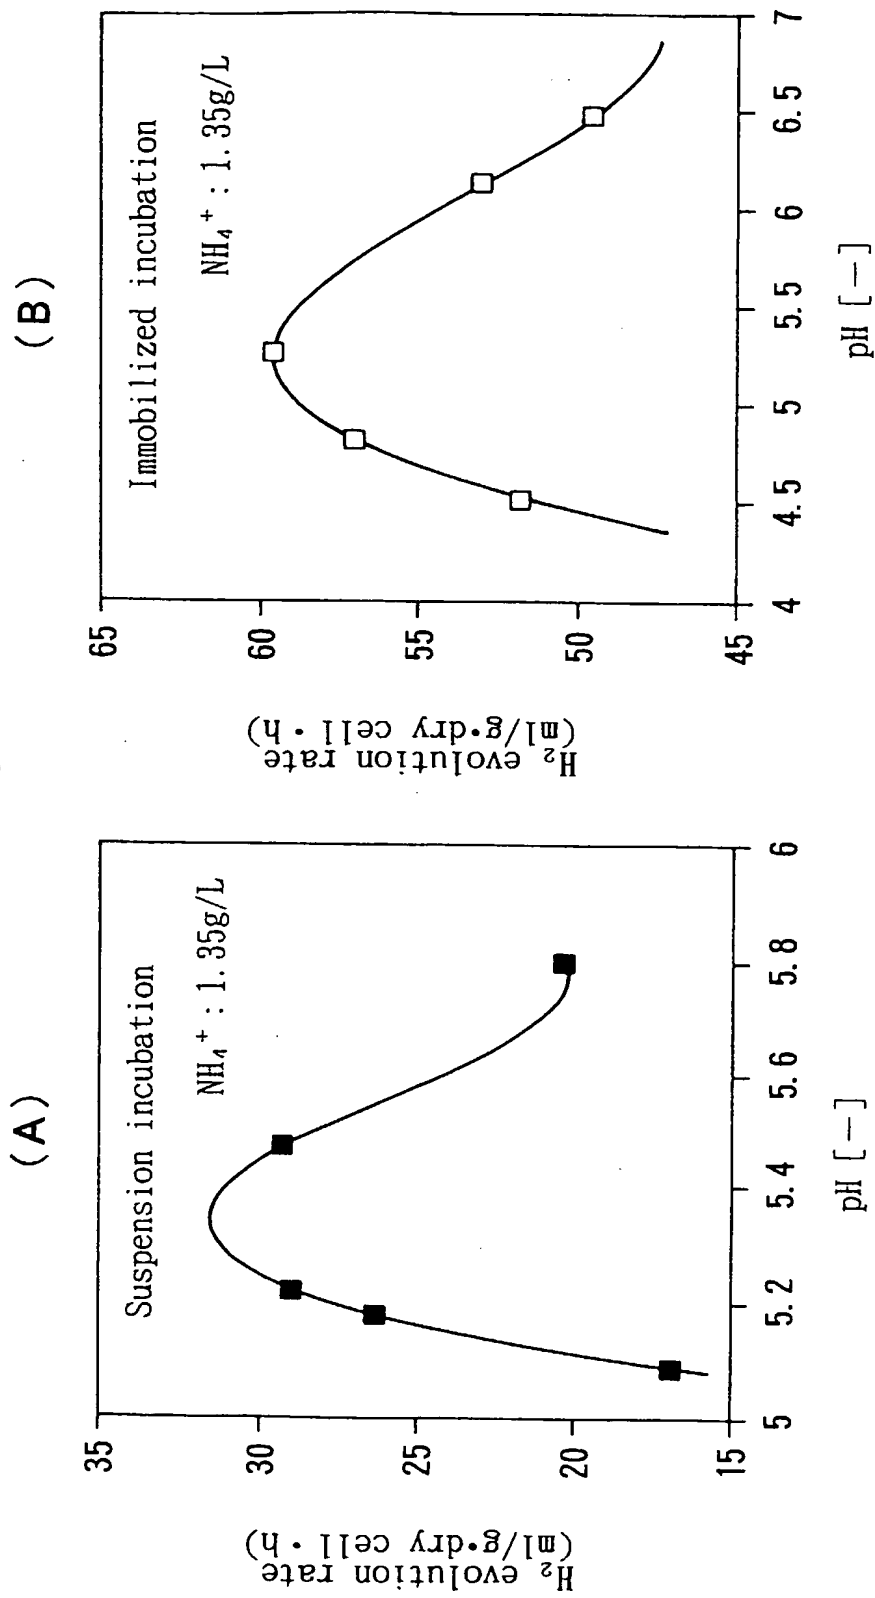 (A)
Suspension incubation
NH₄⁺ : 1.35g/L
H₂ evolution rate
(ml/g·dry cell·h)
35
30
25
20
15
5
5.2
5.4
5.6
5.8
6
pH [—]
(B)
Immobilized incubation
NH₄⁺ : 1.35g/L
H₂ evolution rate
(ml/g·dry cell·h)
65
60
55
50
45
4
4.5
5
5.5
6
6.5
7
pH [—]